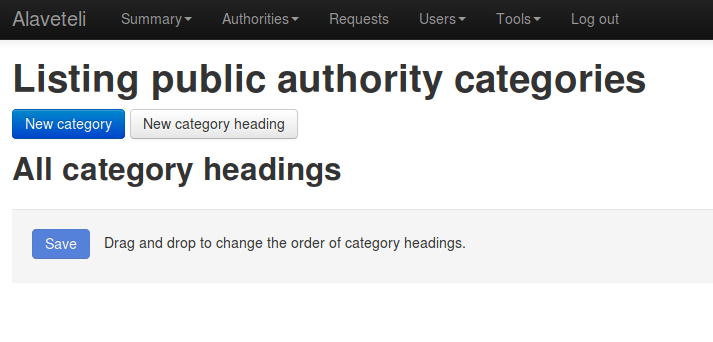 Alaveteli Summary Authorities Requests Users Tools Log out
Listing public authority categories
New category New category heading
All category headings
Save Drag and drop to change the order of category headings.